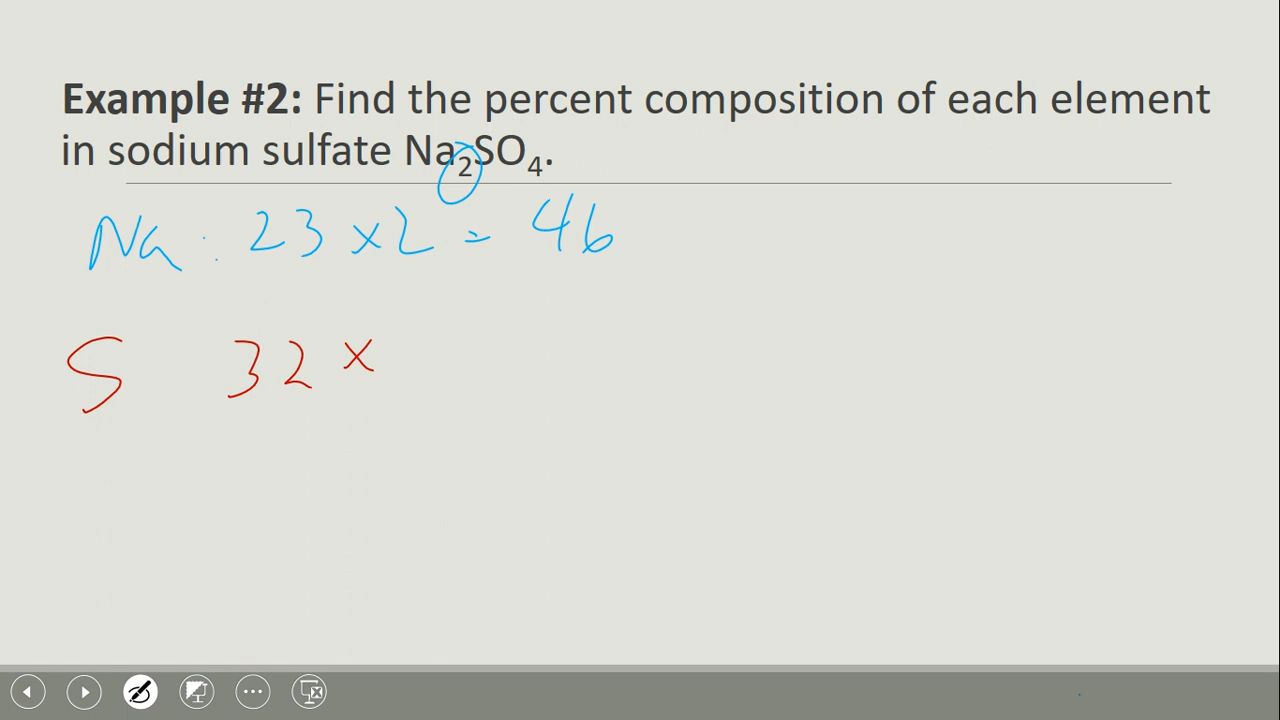 Example #2: Find the percent composition of each element
in sodium sulfate Na₂SO₄.
Na: 23 x 2 = 46
S 32 x